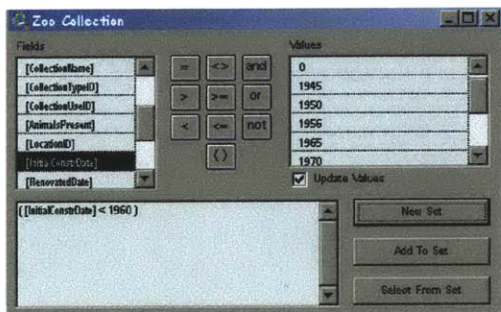 Zoo Collection
Fields
Values
[CollectionName]
[CollectionTypeID]
[CollectionUseID]
[AnimalsPresent]
[LocationID]
[InitialConstrDate]
[RenovatedDate]
= <> and
> >= or
< <= not
( )
0
1945
1950
1956
1965
1970
Update Values
( [InitialConstrDate] < 1960 )
New Set
Add To Set
Select From Set